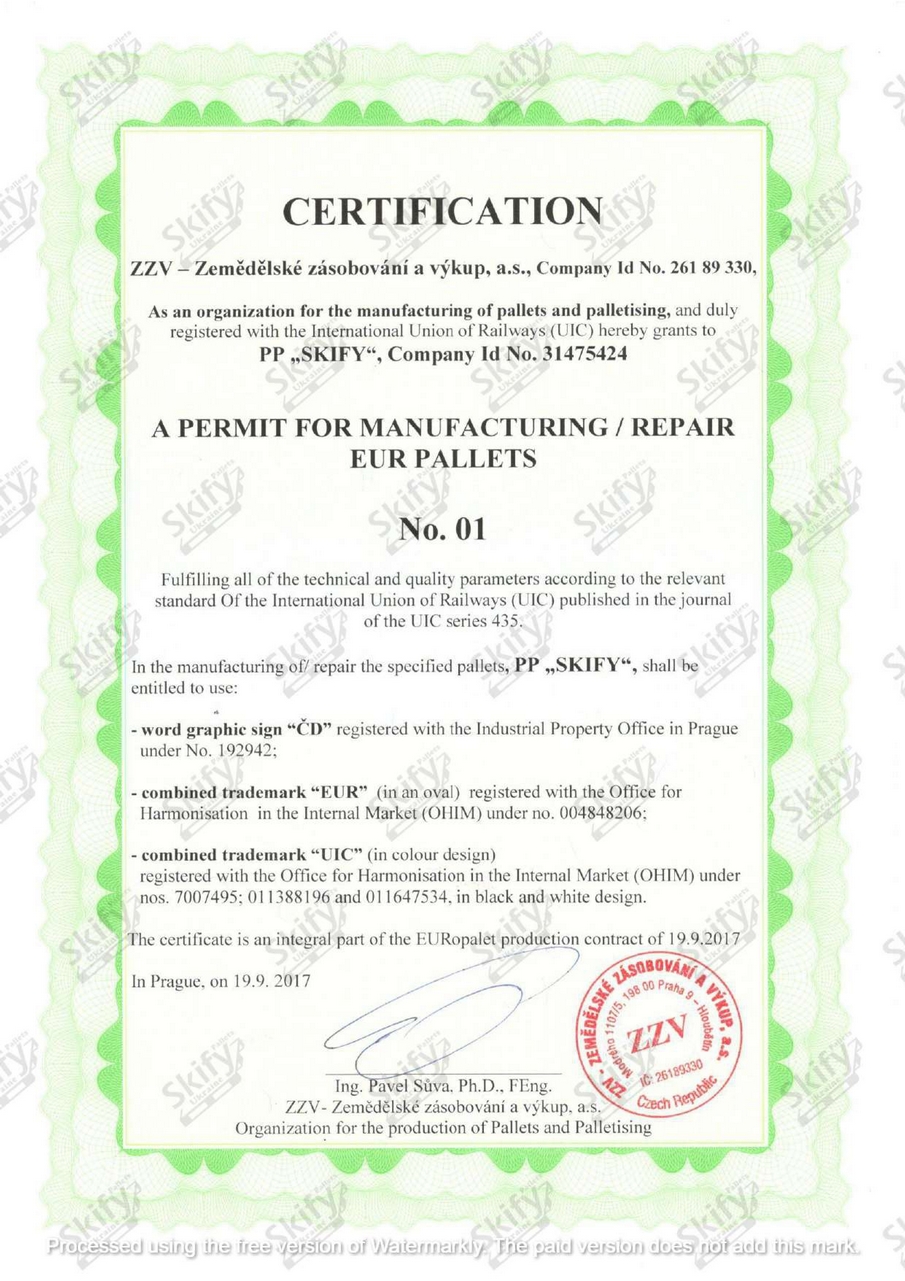 CERTIFICATION
ZZV – Zemědělské zásobování a výkup, a.s., Company Id No. 261 89 330,
As an organization for the manufacturing of pallets and palletising, and duly
registered with the International Union of Railways (UIC) hereby grants to
PP „SKIFY“, Company Id No. 31475424
A PERMIT FOR MANUFACTURING / REPAIR
EUR PALLETS
No. 01
Fulfilling all of the technical and quality parameters according to the relevant
standard Of the International Union of Railways (UIC) published in the journal
of the UIC series 435.
In the manufacturing of/ repair the specified pallets, PP „SKIFY“, shall be
entitled to use:
- word graphic sign “ČD” registered with the Industrial Property Office in Prague
under No. 192942;
- combined trademark “EUR” (in an oval) registered with the Office for
Harmonisation in the Internal Market (OHIM) under no. 004848206;
- combined trademark “UIC” (in colour design)
registered with the Office for Harmonisation in the Internal Market (OHIM) under
nos. 7007495; 011388196 and 011647534, in black and white design.
The certificate is an integral part of the EURopalet production contract of 19.9.2017
In Prague, on 19.9. 2017
ZZV - ZEMĚDĚLSKÉ ZÁSOBOVÁNÍ A VÝKUP, a.s.
Modrého 1107/5, 198 00 Praha 9 – Hloubětín
ZZV
IČ: 26189330
Czech Republic
Ing. Pavel Sůva, Ph.D., FEng.
ZZV- Zemědělské zásobování a výkup, a.s.
Organization for the production of Pallets and Palletising
Skify Pallets Ukraine
Processed using the free version of Watermarkly. The paid version does not add this mark.